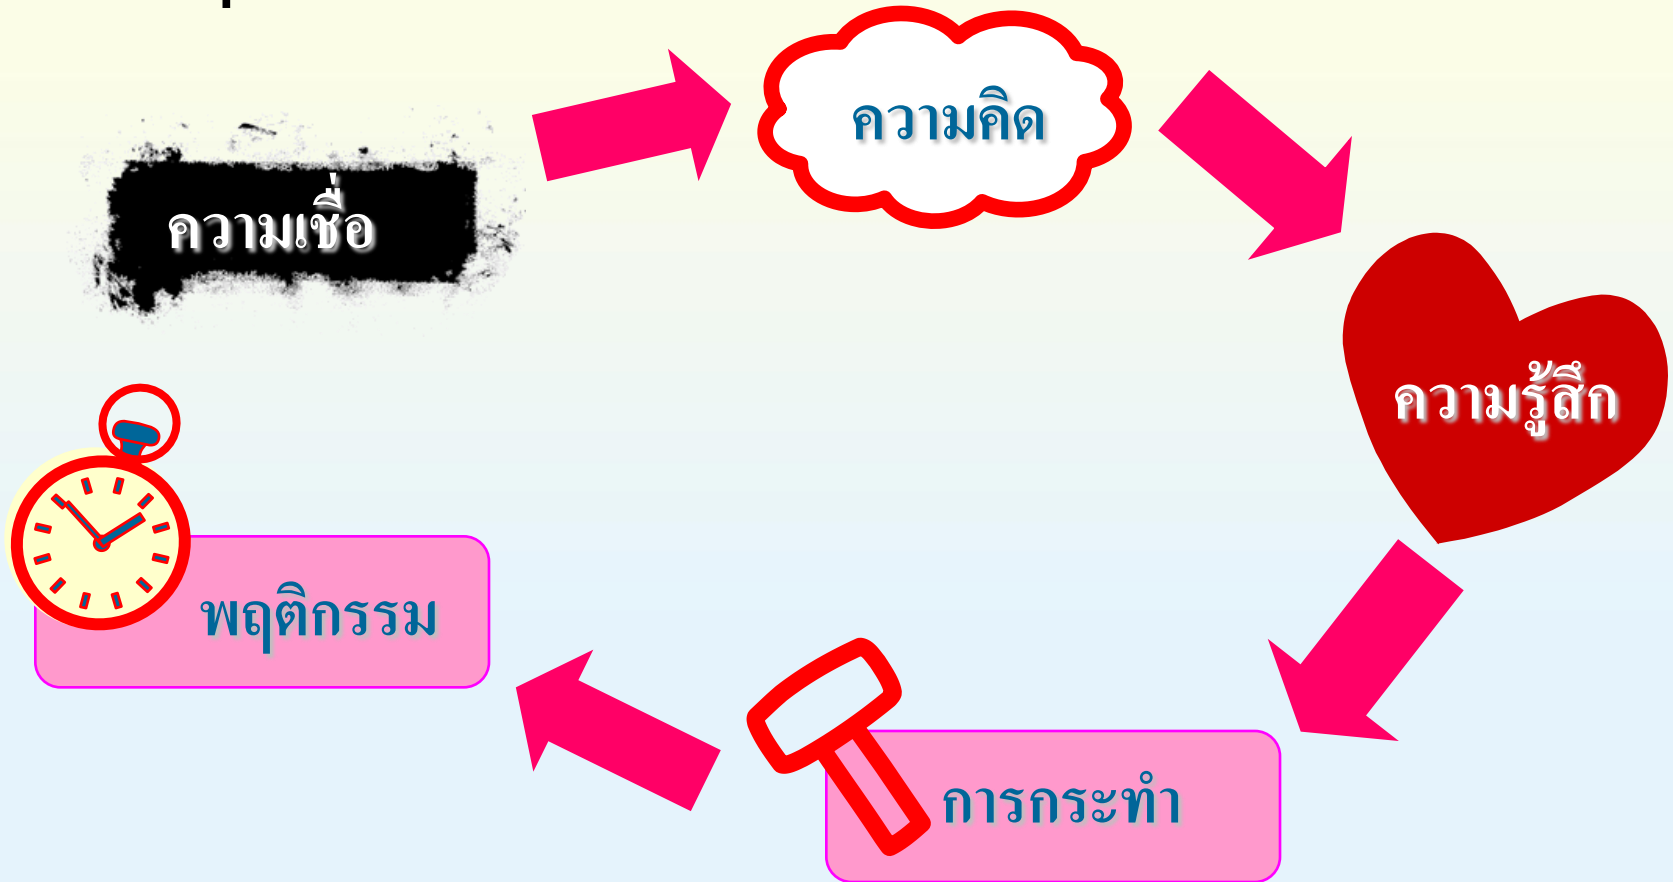 ความเชื่อ
ความคิด
ความรู้สึก
การกระทำ
พฤติกรรม